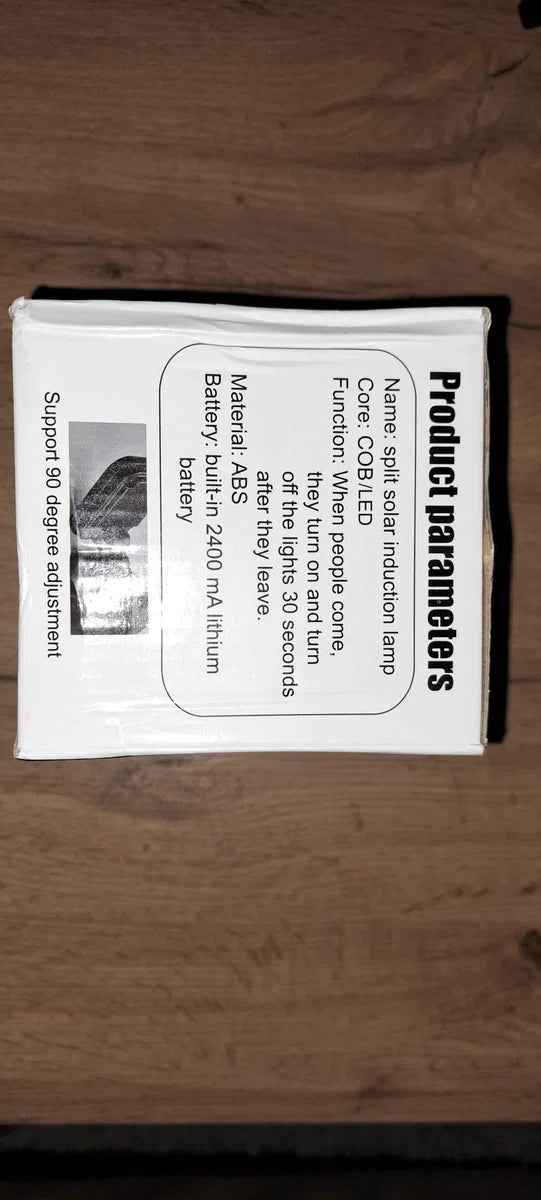 Product parameters
Name: split solar induction lamp
Core: COB/LED
Function: When people come,
they turn on and turn
off the lights 30 seconds
after they leave.
Material: ABS
Battery: built-in 2400 mA lithium
battery
Support 90 degree adjustment